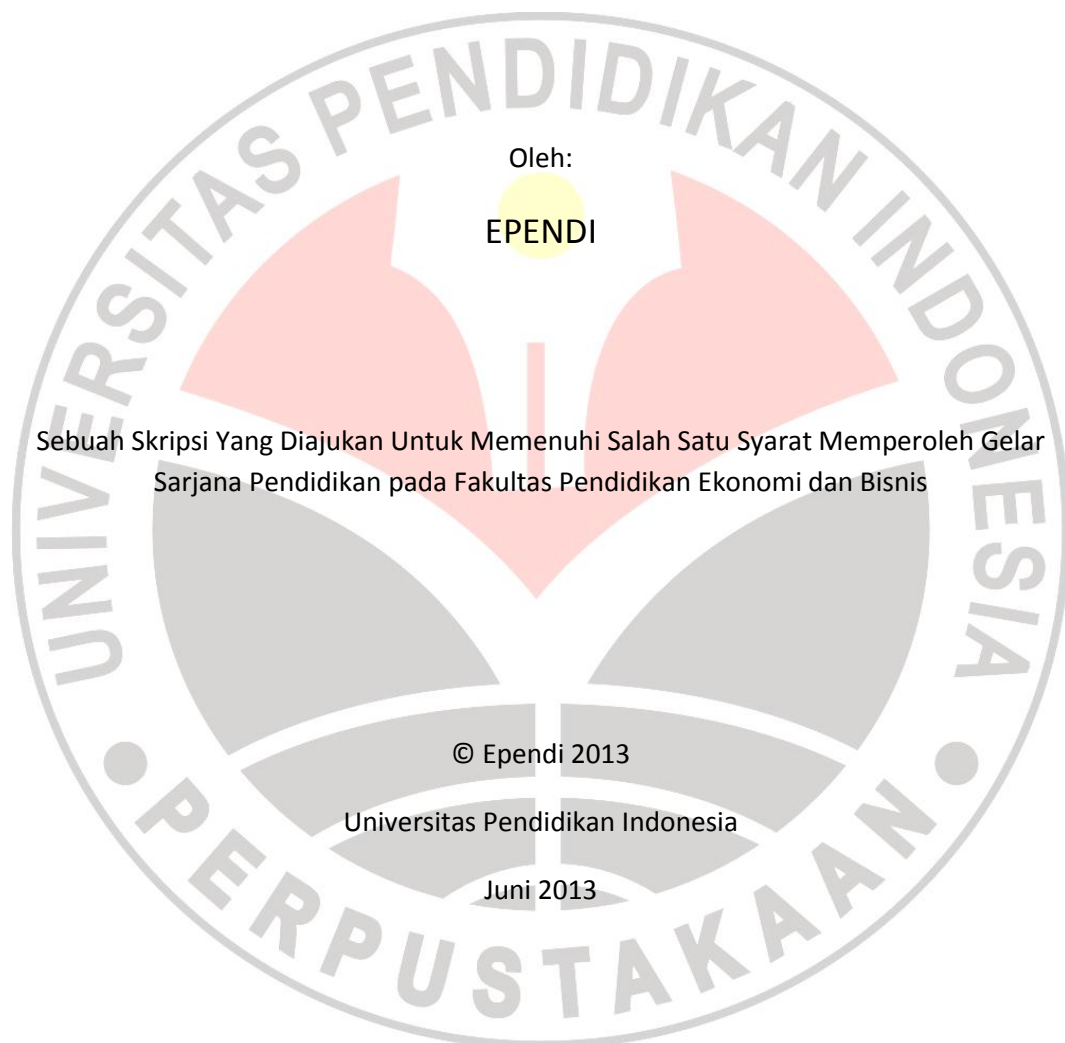 Oleh:
EPENDI
Sebuah Skripsi Yang Diajukan Untuk Memenuhi Salah Satu Syarat Memperoleh Gelar
Sarjana Pendidikan pada Fakultas Pendidikan Ekonomi dan Bisnis
© Ependi 2013
Universitas Pendidikan Indonesia
Juni 2013
UNIVERSITAS PENDIDIKAN INDONESIA
PERPUSTAKAAN